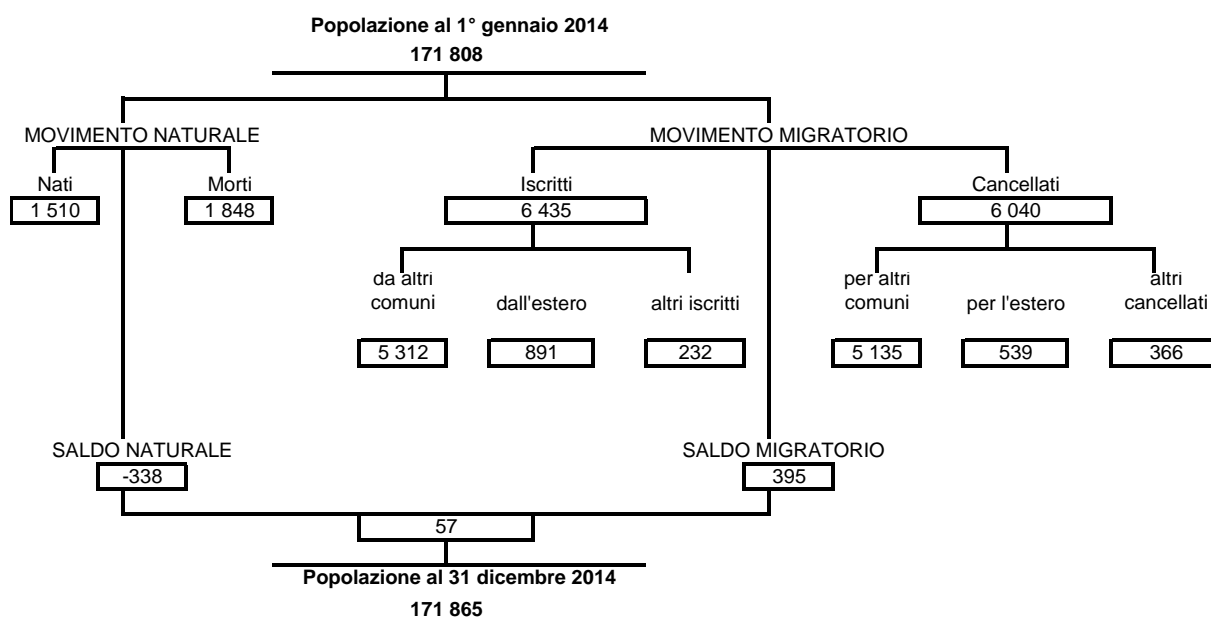 Popolazione al 1° gennaio 2014
171 808
MOVIMENTO NATURALE
MOVIMENTO MIGRATORIO
Nati
Morti
Iscritti
Cancellati
1 510
1 848
6 435
6 040
da altri
comuni
dall'estero
altri iscritti
per altri
comuni
per l'estero
altri
cancellati
5 312
891
232
5 135
539
366
SALDO NATURALE
SALDO MIGRATORIO
-338
395
57
Popolazione al 31 dicembre 2014
171 865